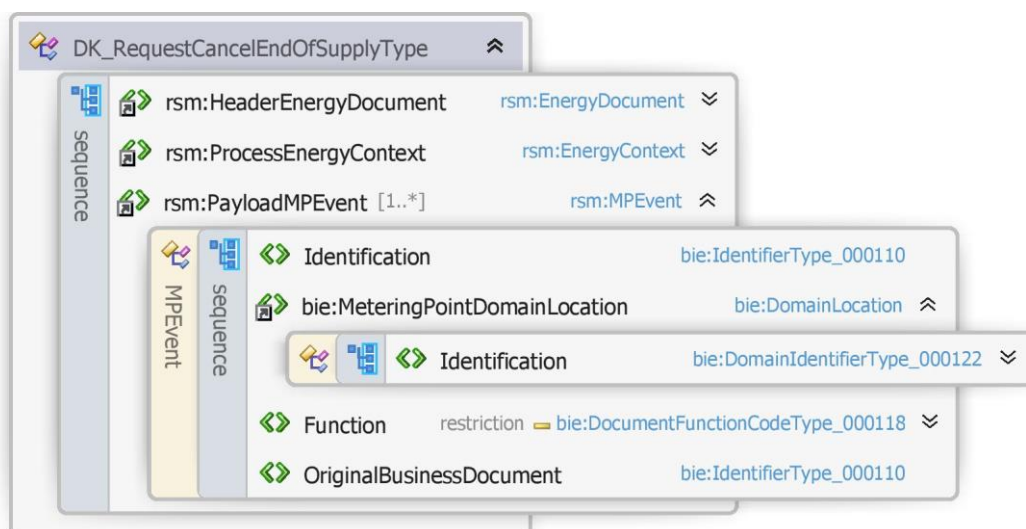 DK_RequestCancelEndOfSupplyType
sequence
rsm:HeaderEnergyDocument rsm:EnergyDocument
rsm:ProcessEnergyContext rsm:EnergyContext
rsm:PayloadMPEvent [1..*] rsm:MPEvent
MPEvent
sequence
Identification bie:IdentifierType_000110
bie:MeteringPointDomainLocation bie:DomainLocation
Identification bie:DomainIdentifierType_000122
Function restriction bie:DocumentFunctionCodeType_000118
OriginalBusinessDocument bie:IdentifierType_000110